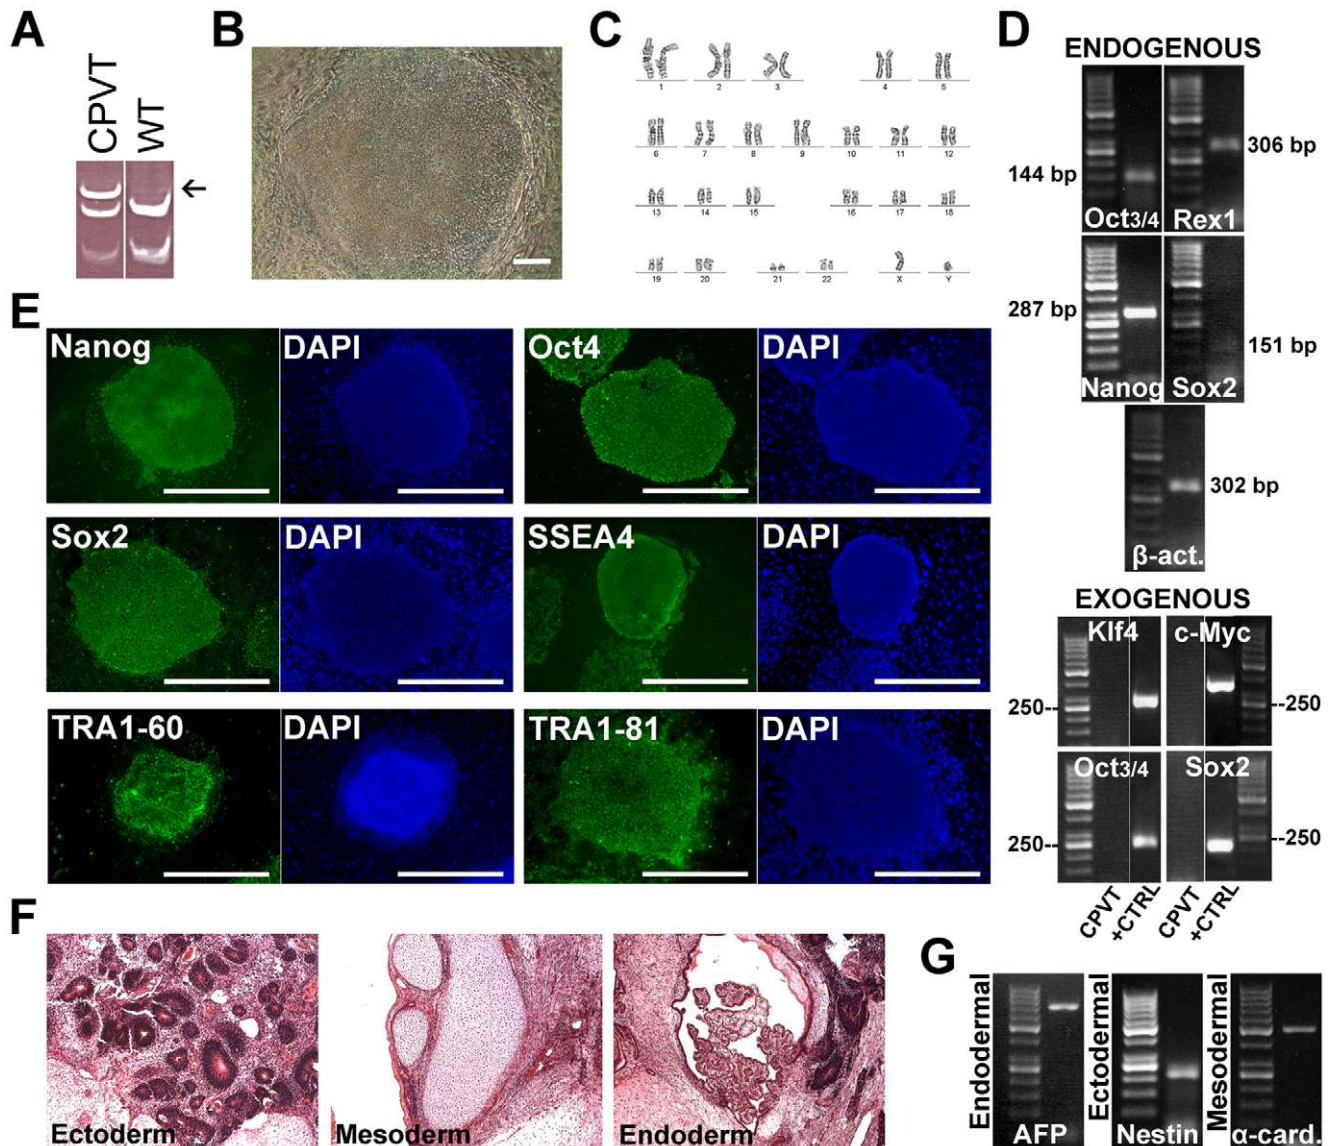 A
CPVT
WT
B
C
1 2 3 4 5
6 7 8 9 10 11 12
13 14 15 16 17 18
19 20 21 22 X Y
D
ENDOGENOUS
144 bp
306 bp
Oct3/4
Rex1
287 bp
151 bp
Nanog
Sox2
302 bp
β-act.
EXOGENOUS
Klf4
c-Myc
250--
--250
Oct3/4
Sox2
250--
--250
CPVT
+CTRL
CPVT
+CTRL
E
Nanog
DAPI
Oct4
DAPI
Sox2
DAPI
SSEA4
DAPI
TRA1-60
DAPI
TRA1-81
DAPI
F
Ectoderm
Mesoderm
Endoderm
G
Endodermal
AFP
Ectodermal
Nestin
Mesodermal
α-card.